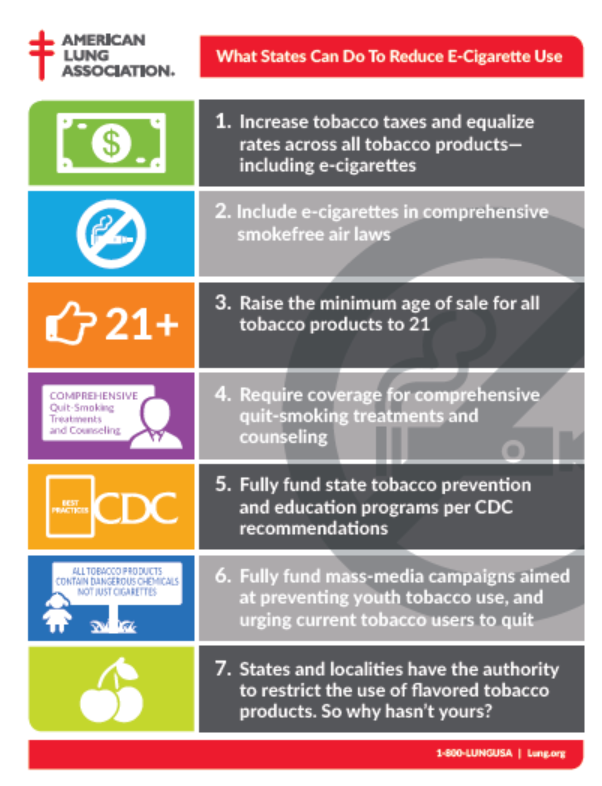 AMERICAN
LUNG
ASSOCIATION.
What States Can Do To Reduce E-Cigarette Use
$
1. Increase tobacco taxes and equalize
rates across all tobacco products—
including e-cigarettes
2. Include e-cigarettes in comprehensive
smokefree air laws
21+
3. Raise the minimum age of sale for all
tobacco products to 21
COMPREHENSIVE
Quit-Smoking
Treatments
and Counseling
4. Require coverage for comprehensive
quit-smoking treatments and
counseling
BEST
PRACTICES
CDC
5. Fully fund state tobacco prevention
and education programs per CDC
recommendations
ALL TOBACCO PRODUCTS
CONTAIN DANGEROUS CHEMICALS
NOT JUST CIGARETTES
6. Fully fund mass-media campaigns aimed
at preventing youth tobacco use, and
urging current tobacco users to quit
7. States and localities have the authority
to restrict the use of flavored tobacco
products. So why hasn't yours?
1-800-LUNGUSA | Lung.org